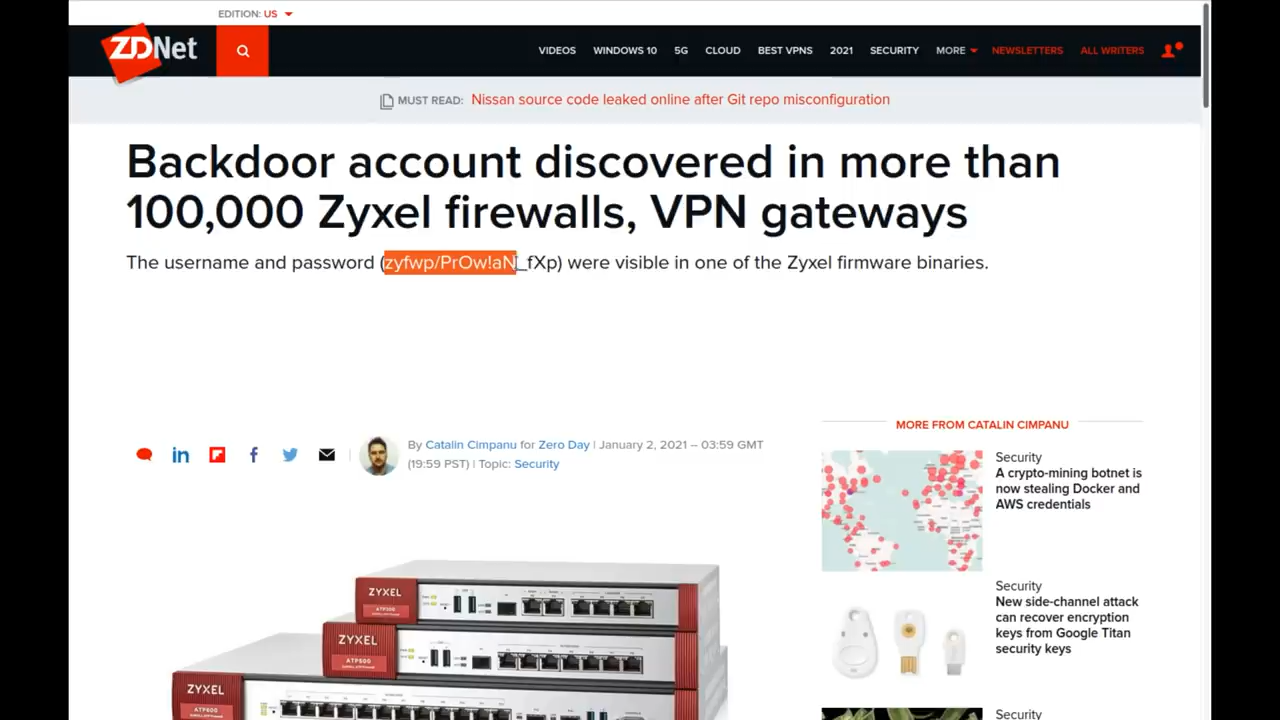 EDITION: US
ZDNet
VIDEOS WINDOWS 10 5G CLOUD BEST VPNS 2021 SECURITY MORE NEWSLETTERS ALL WRITERS
MUST READ: Nissan source code leaked online after Git repo misconfiguration
Backdoor account discovered in more than
100,000 Zyxel firewalls, VPN gateways
The username and password (zyfwp/PrOw!aN_fXp) were visible in one of the Zyxel firmware binaries.
By Catalin Cimpanu for Zero Day | January 2, 2021 -- 03:59 GMT
(19:59 PST) | Topic: Security
MORE FROM CATALIN CIMPANU
Security
A crypto-mining botnet is
now stealing Docker and
AWS credentials
Security
New side-channel attack
can recover encryption
keys from Google Titan
security keys
Security
ZYXEL
ZYXEL
ATP800
ZYXEL